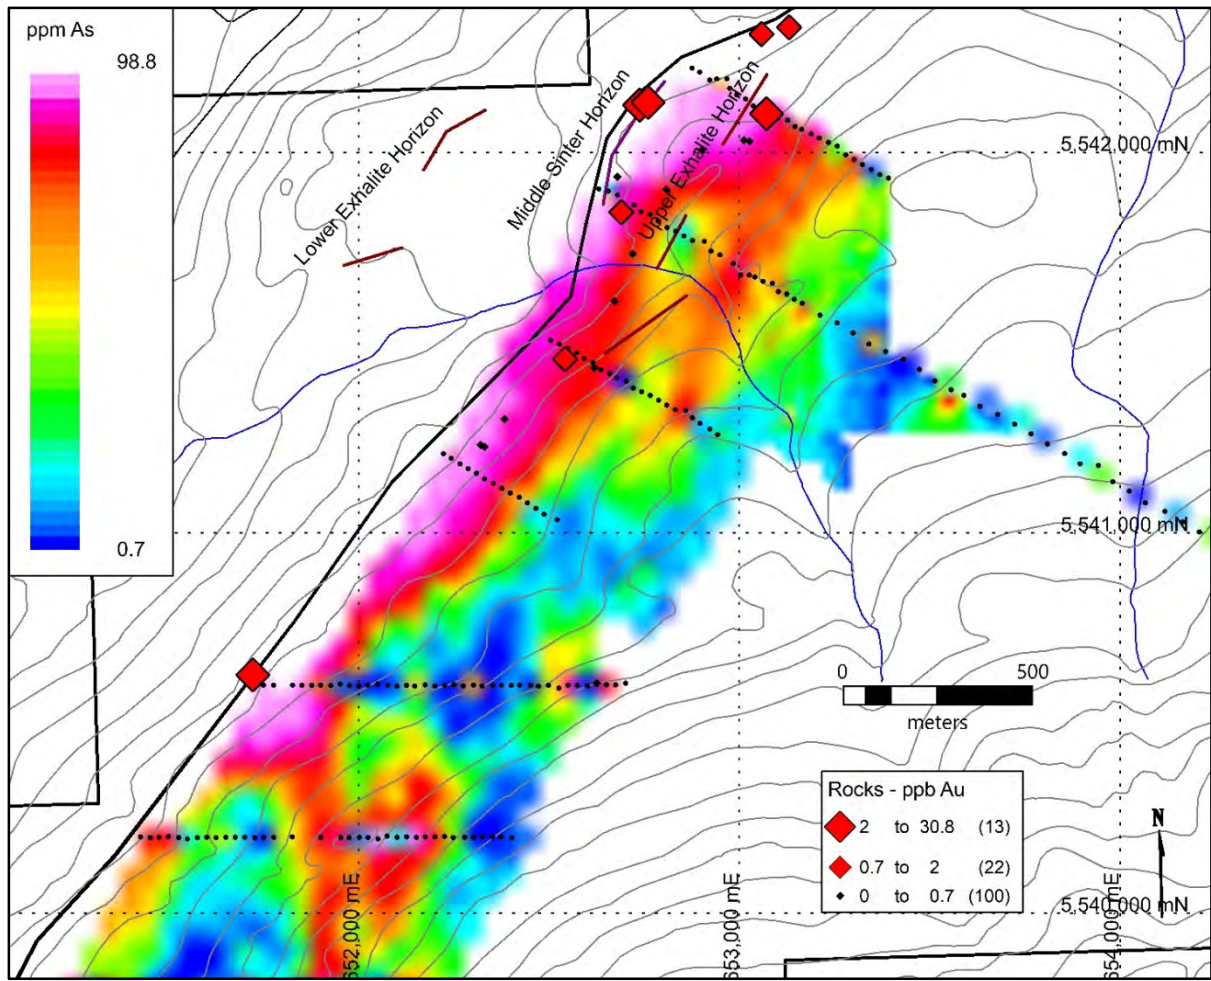 ppm As
98.8
0.7
Lower Exhalite Horizon
Middle Sinter Horizon
Upper Exhalite Horizon
5,542,000 mN
5,541,000 mN
0 500
meters
Rocks - ppb Au
2 to 30.8 (13)
0.7 to 2 (22)
0 to 0.7 (100)
N
5,540,000 mN
652,000 mE
653,000 mE
654,000 mE